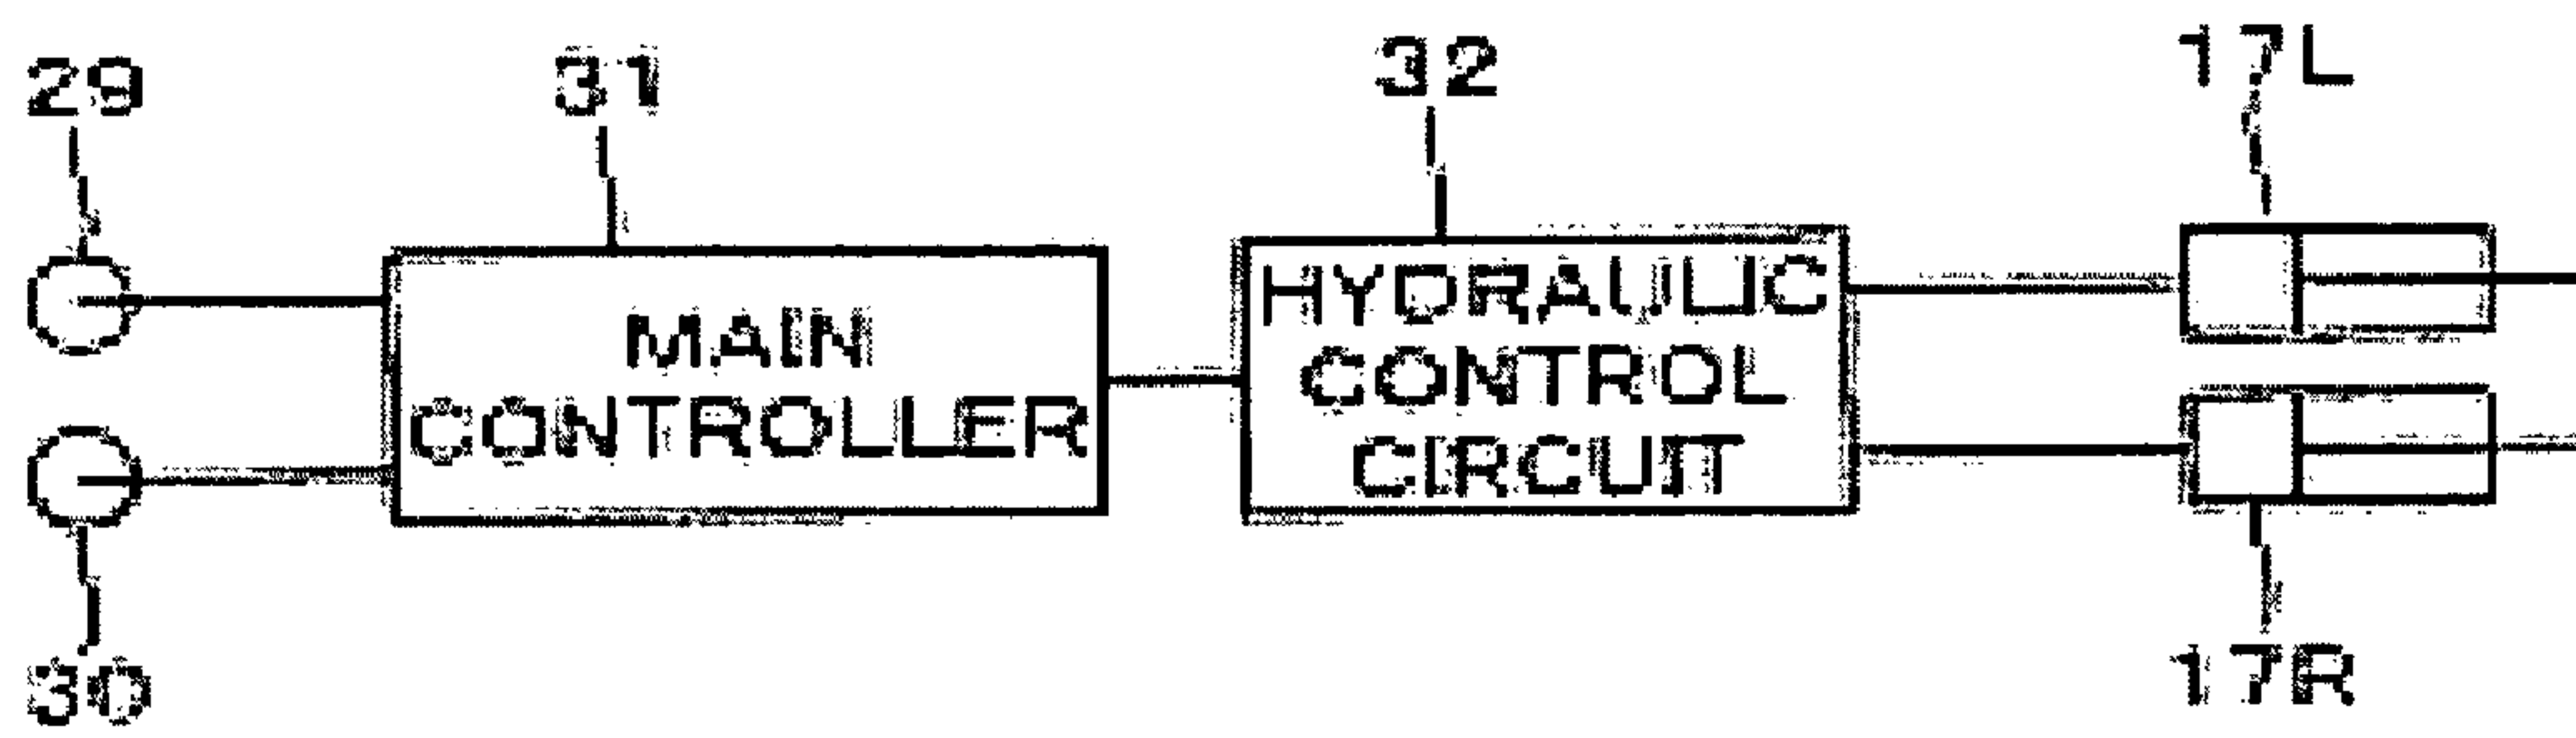 29
31
32
17L
MAIN
CONTROLLER
HYDRAULIC
CONTROL
CIRCUIT
30
17R